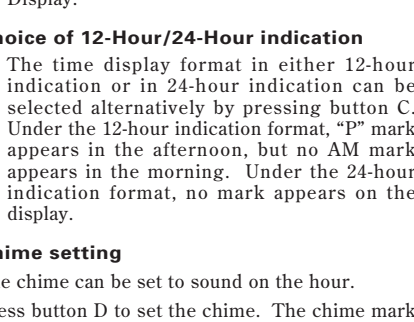 Display.
hoice of 12-Hour/24-Hour indication
The time display format in either 12-hour
indication or in 24-hour indication can be
selected alternatively by pressing button C.
Under the 12-hour indication format, “P” mark
appears in the afternoon, but no AM mark
appears in the morning. Under the 24-hour
indication format, no mark appears on the
display.
hime setting
e chime can be set to sound on the hour.
ess button D to set the chime. The chime mark